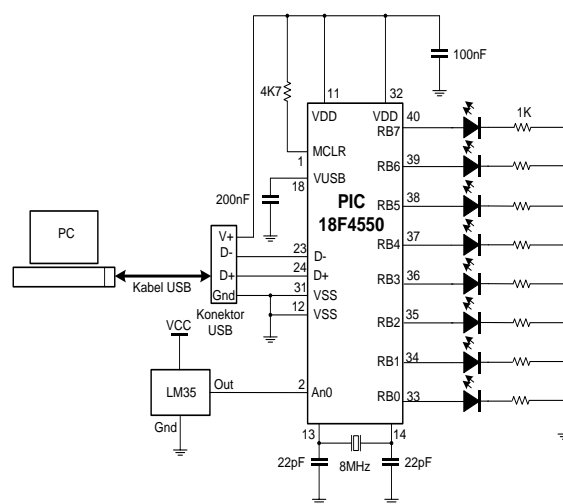 100nF
4K7
11
32
VDD
VDD
40
1K
RB7
MCLR
1
39
RB6
VUSB
18
200nF
PIC
18F4550
38
RB5
PC
V+
D-
D+
Gnd
23
24
31
12
D-
D+
VSS
VSS
37
RB4
36
RB3
35
RB2
34
RB1
33
RB0
Kabel USB
Konektor
USB
VCC
LM35
Out
2
An0
Gnd
13
14
22pF
8MHz
22pF